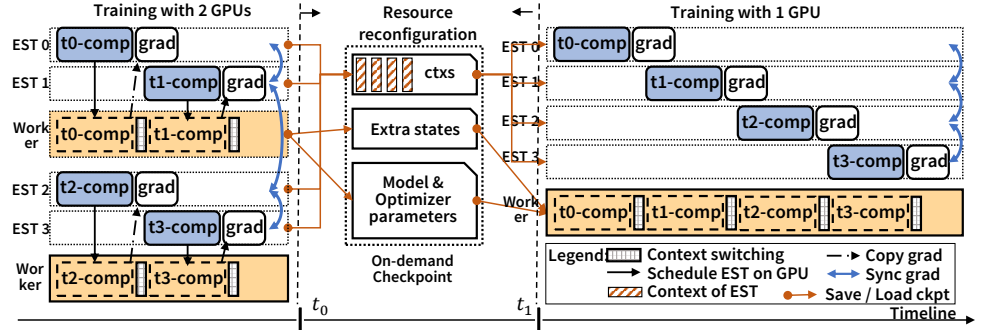 Training with 2 GPUs
Resource
reconfiguration
Training with 1 GPU
EST 0
t0-comp
grad
EST 1
t1-comp
grad
Work
er
t0-comp
t1-comp
EST 2
t2-comp
grad
EST 3
t3-comp
grad
Wor
ker
t2-comp
t3-comp
ctxs
Extra states
Model &
Optimizer
parameters
On-demand
Checkpoint
EST 0
t0-comp
grad
EST 1
t1-comp
grad
EST 2
t2-comp
grad
EST 3
t3-comp
grad
Work
er
t0-comp
t1-comp
t2-comp
t3-comp
Legend:
Context switching
Copy grad
Schedule EST on GPU
Sync grad
Context of EST
Save / Load ckpt
t0
t1
Timeline